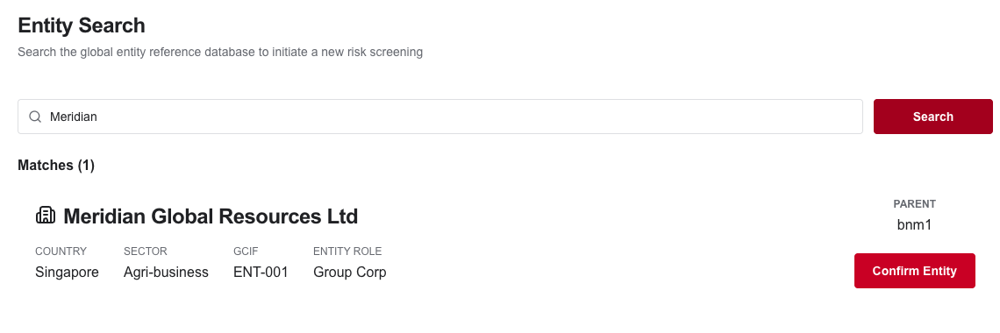 Entity Search
Search the global entity reference database to initiate a new risk screening
Meridian
Search
Matches (1)
Meridian Global Resources Ltd
PARENT
bnm1
COUNTRY SECTOR GCIF ENTITY ROLE
Singapore Agri-business ENT-001 Group Corp
Confirm Entity